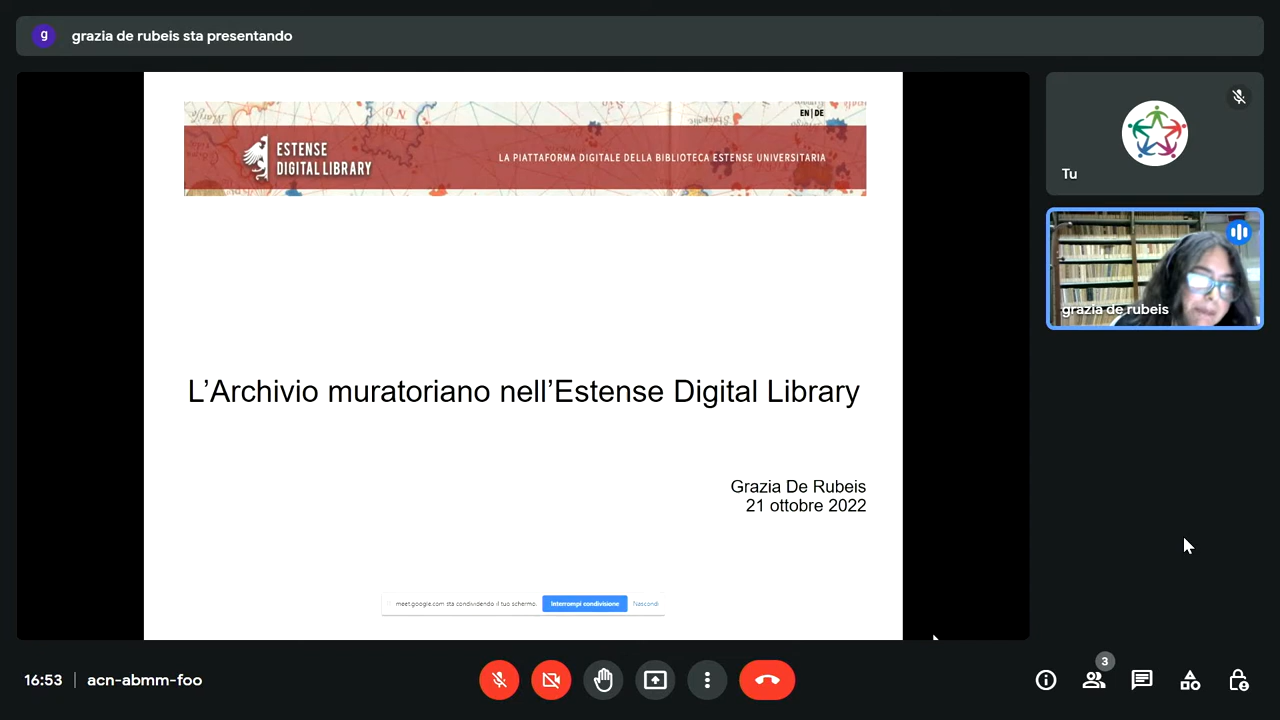 g
grazia de rubeis sta presentando
EN | DE
ESTENSE
DIGITAL LIBRARY
LA PIATTAFORMA DIGITALE DELLA BIBLIOTECA ESTENSE UNIVERSITARIA
Tu
grazia de rubeis
L'Archivio muratoriano nell'Estense Digital Library
Grazia De Rubeis
21 ottobre 2022
meet.google.com sta condividendo il tuo schermo.
Interrompi condivisione
Nascondi
3
16:53
acn-abmm-foo